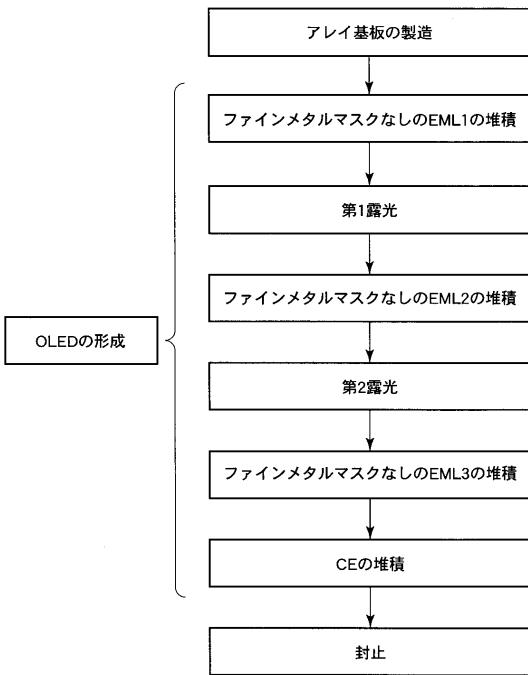 アレイ基板の製造
ファインメタルマスクなしのEML1の堆積
第1露光
ファインメタルマスクなしのEML2の堆積
OLEDの形成
第2露光
ファインメタルマスクなしのEML3の堆積
CEの堆積
封止